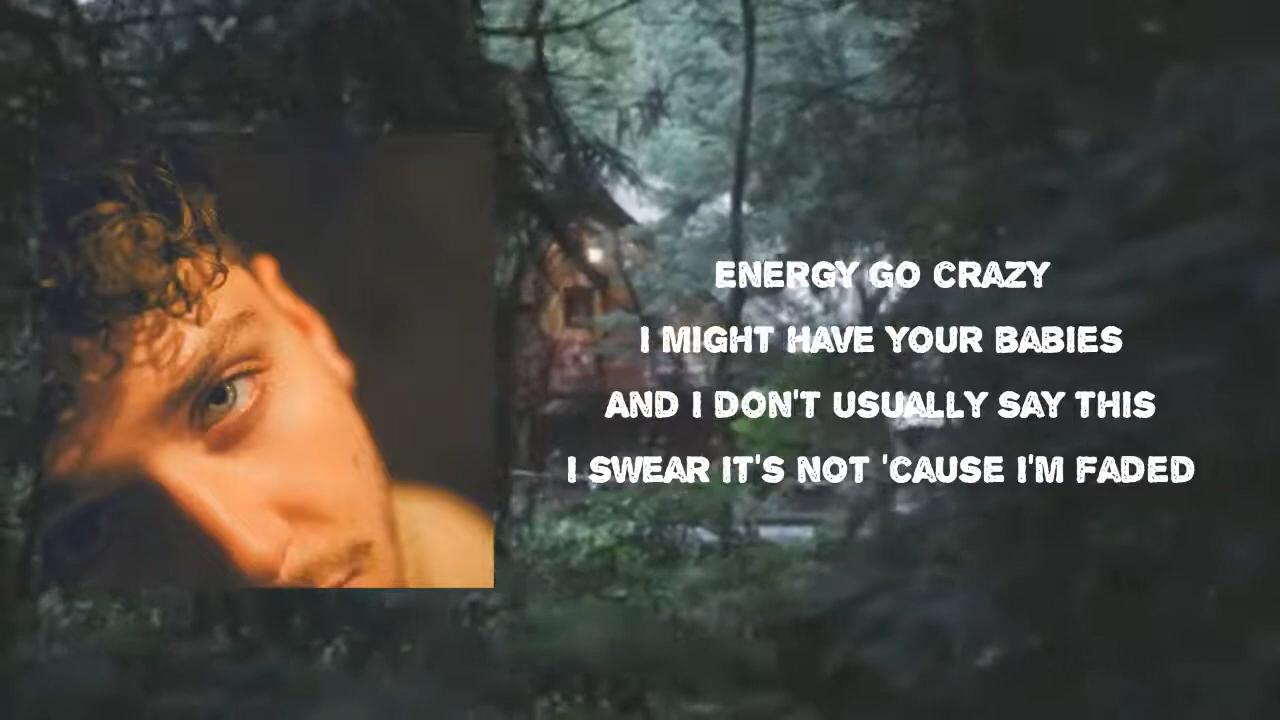 ENERGY GO CRAZY
I MIGHT HAVE YOUR BABIES
AND I DON'T USUALLY SAY THIS
I SWEAR IT'S NOT 'CAUSE I'M FADED